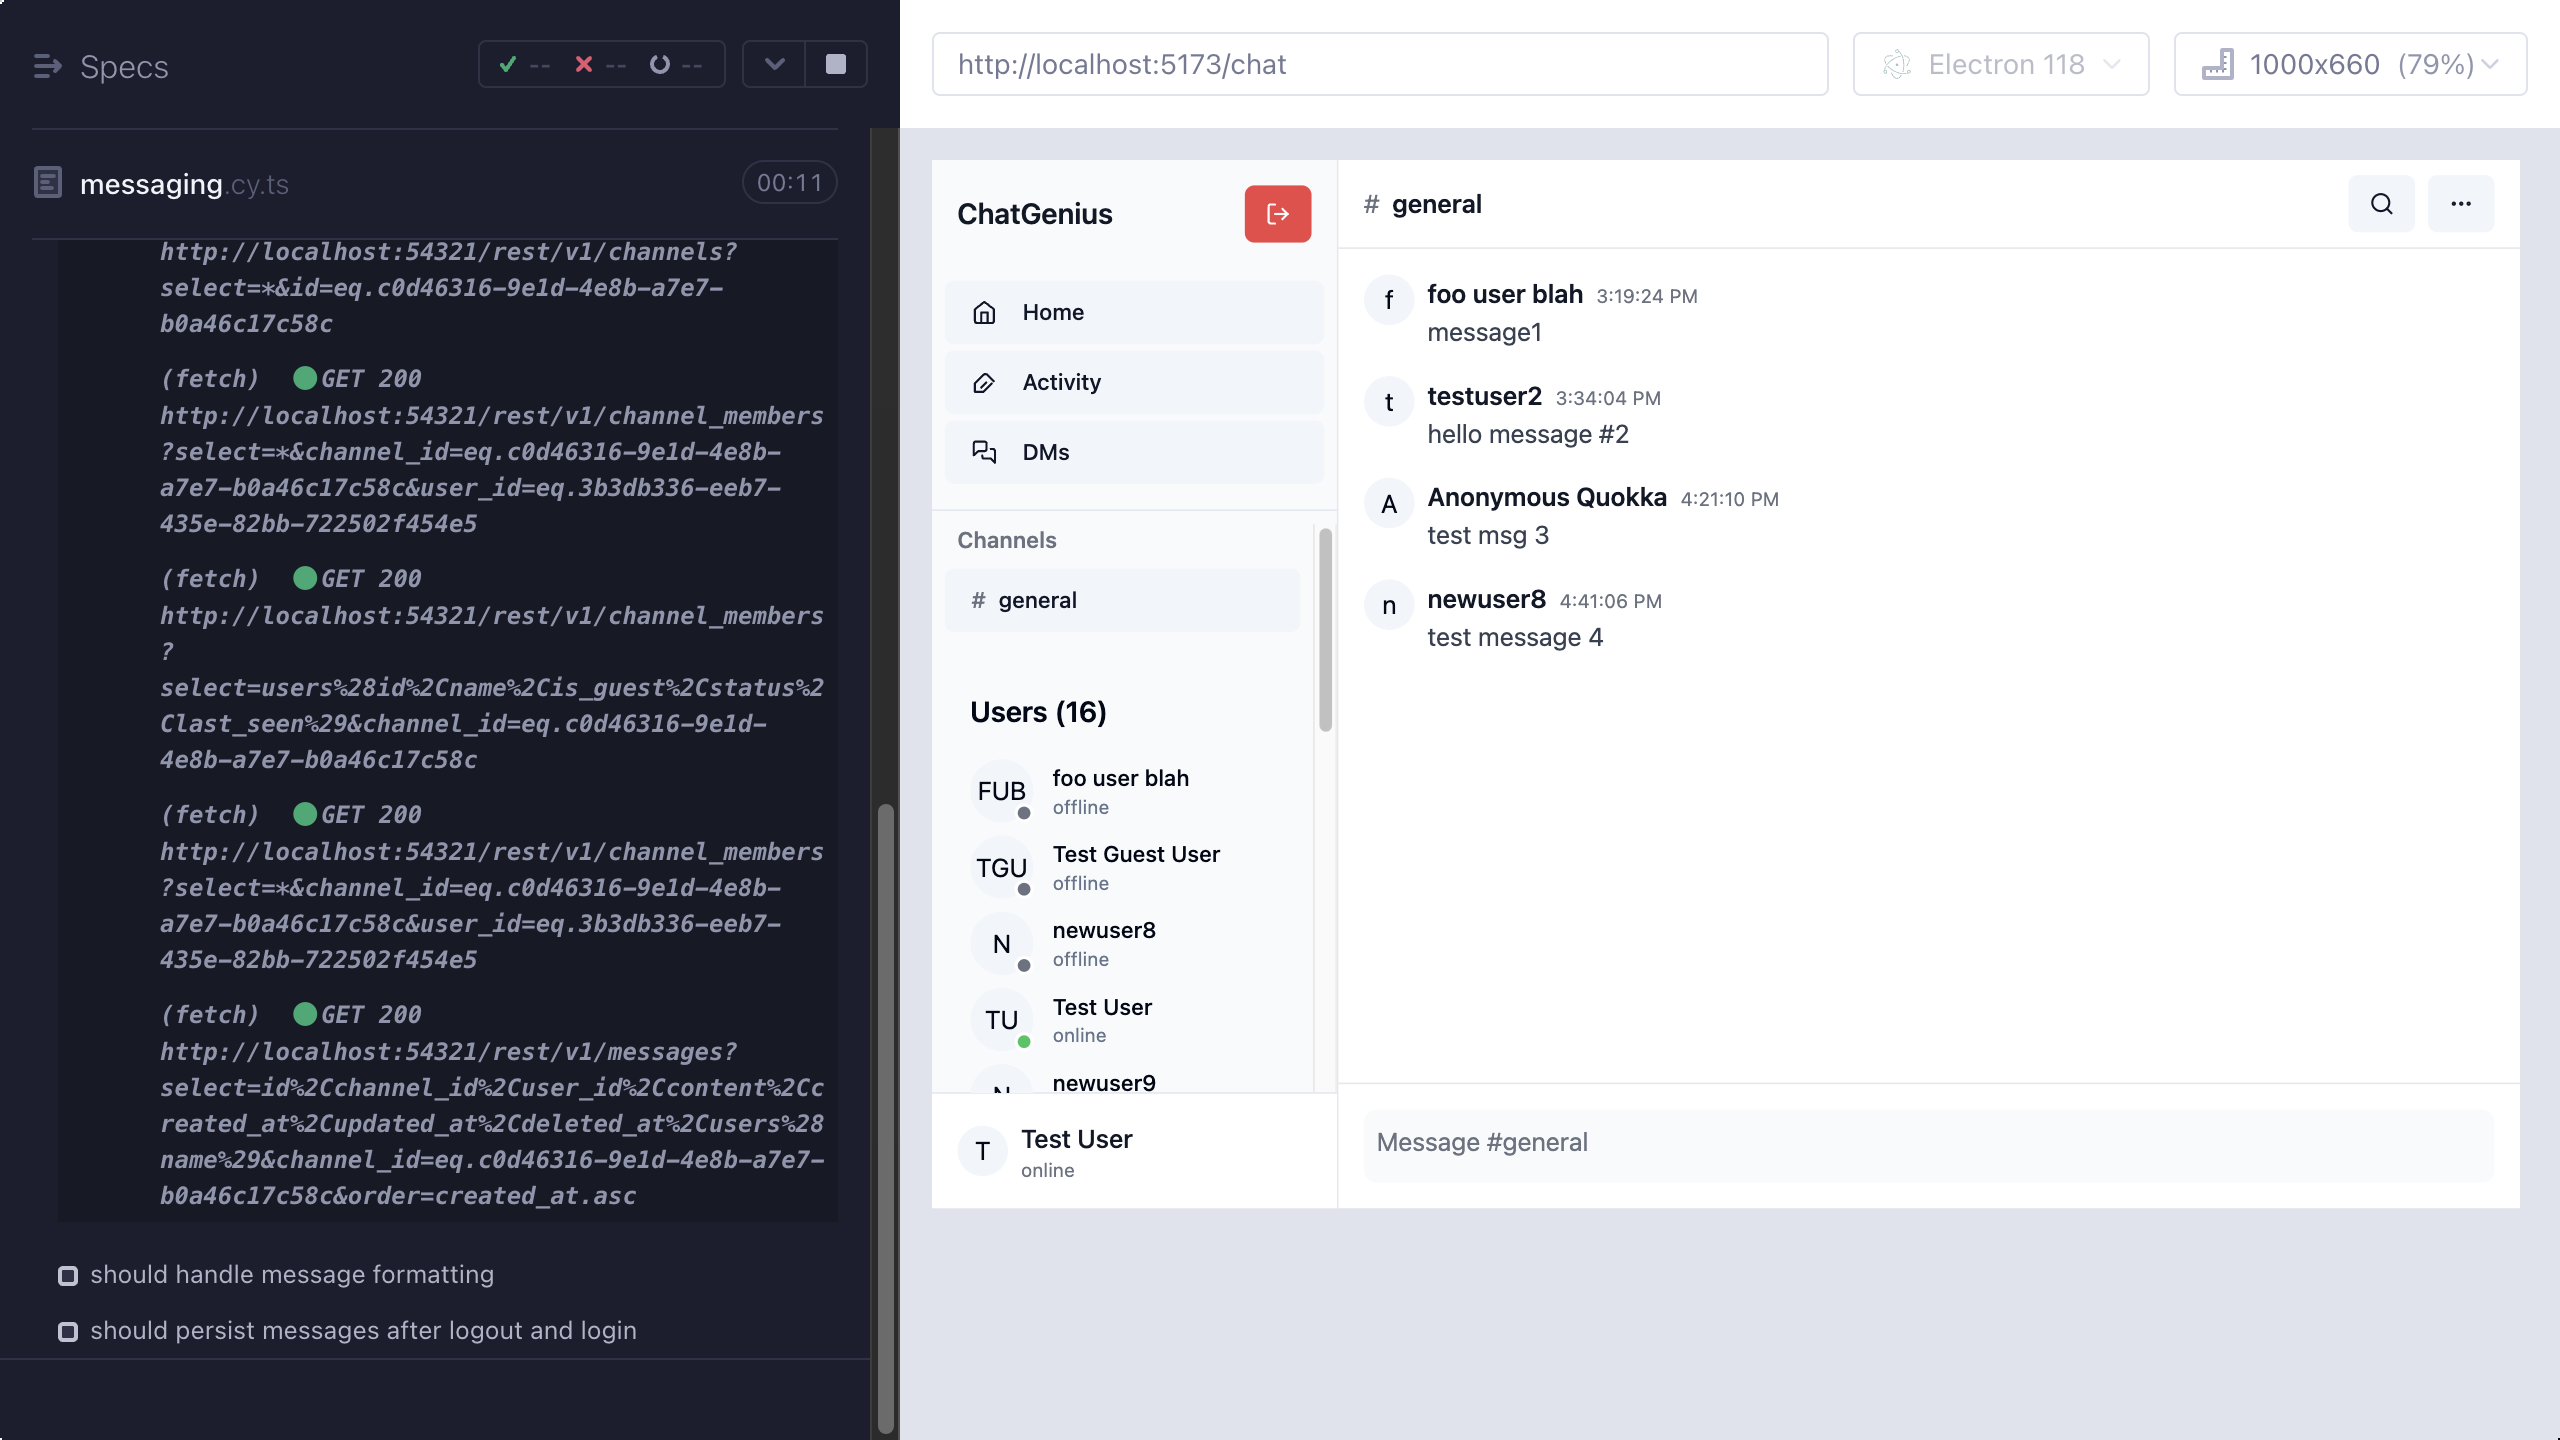 Specs
--
--
--
messaging.cy.ts
00:11
http://localhost:54321/rest/v1/channels?
select=*&id=eq.c0d46316-9e1d-4e8b-a7e7-
b0a46c17c58c
(fetch) GET 200
http://localhost:54321/rest/v1/channel_members
?select=*&channel_id=eq.c0d46316-9e1d-4e8b-
a7e7-b0a46c17c58c&user_id=eq.3b3db336-eeb7-
435e-82bb-722502f454e5
(fetch) GET 200
http://localhost:54321/rest/v1/channel_members
?
select=users%28id%2Cname%2Cis_guest%2Cstatus%2
Clast_seen%29&channel_id=eq.c0d46316-9e1d-
4e8b-a7e7-b0a46c17c58c
(fetch) GET 200
http://localhost:54321/rest/v1/channel_members
?select=*&channel_id=eq.c0d46316-9e1d-4e8b-
a7e7-b0a46c17c58c&user_id=eq.3b3db336-eeb7-
435e-82bb-722502f454e5
(fetch) GET 200
http://localhost:54321/rest/v1/messages?
select=id%2Cchannel_id%2Cuser_id%2Ccontent%2Cc
reated_at%2Cupdated_at%2Cdeleted_at%2Cusers%28
name%29&channel_id=eq.c0d46316-9e1d-4e8b-a7e7-
b0a46c17c58c&order=created_at.asc
should handle message formatting
should persist messages after logout and login
http://localhost:5173/chat
Electron 118
1000x660 (79%)
ChatGenius
Home
Activity
DMs
Channels
# general
Users (16)
FUB
foo user blah
offline
TGU
Test Guest User
offline
N
newuser8
offline
TU
Test User
online
N
newuser9
T
Test User
online
# general
f
foo user blah 3:19:24 PM
message1
t
testuser2 3:34:04 PM
hello message #2
A
Anonymous Quokka 4:21:10 PM
test msg 3
n
newuser8 4:41:06 PM
test message 4
Message #general